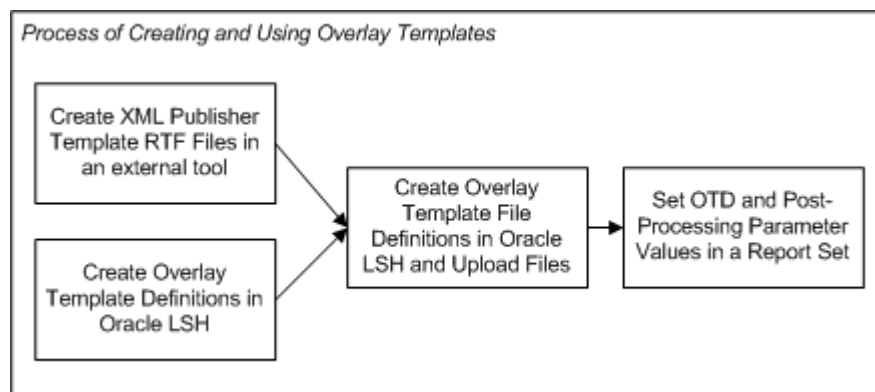 Process of Creating and Using Overlay Templates
Create XML Publisher
Template RTF Files in
an external tool
Create Overlay
Template Definitions in
Oracle LSH
Create Overlay
Template File
Definitions in Oracle
LSH and Upload Files
Set OTD and Post-
Processing Parameter
Values in a Report Set